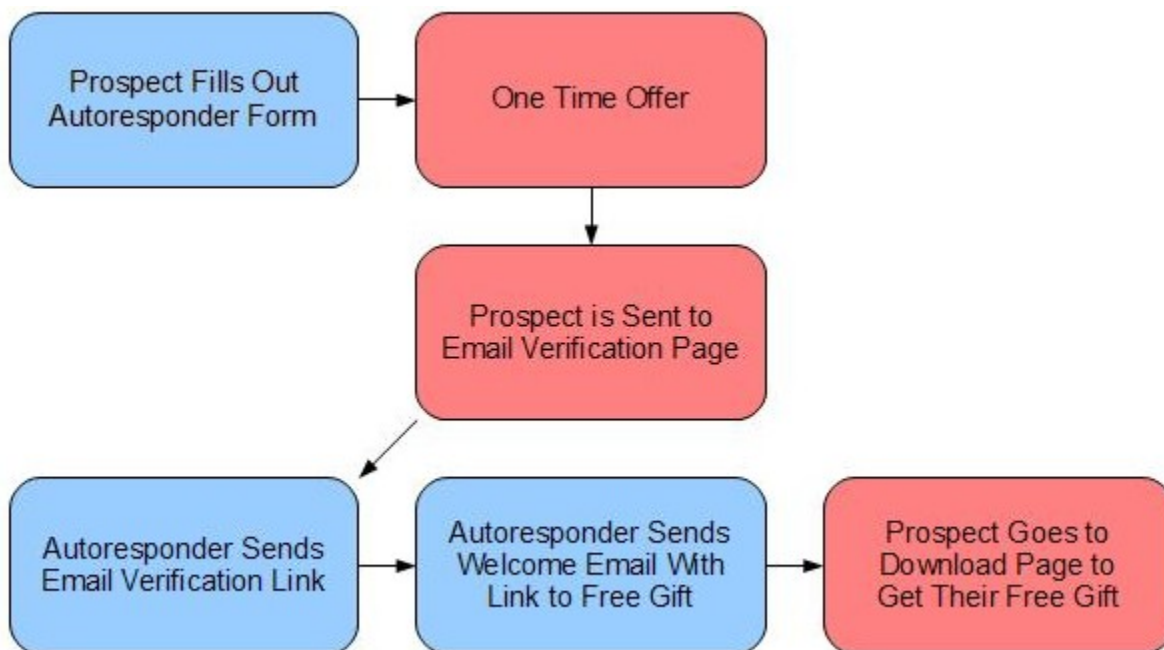 Prospect Fills Out
Autoresponder Form
One Time Offer
Prospect is Sent to
Email Verification Page
Autoresponder Sends
Email Verification Link
Autoresponder Sends
Welcome Email With
Link to Free Gift
Prospect Goes to
Download Page to
Get Their Free Gift